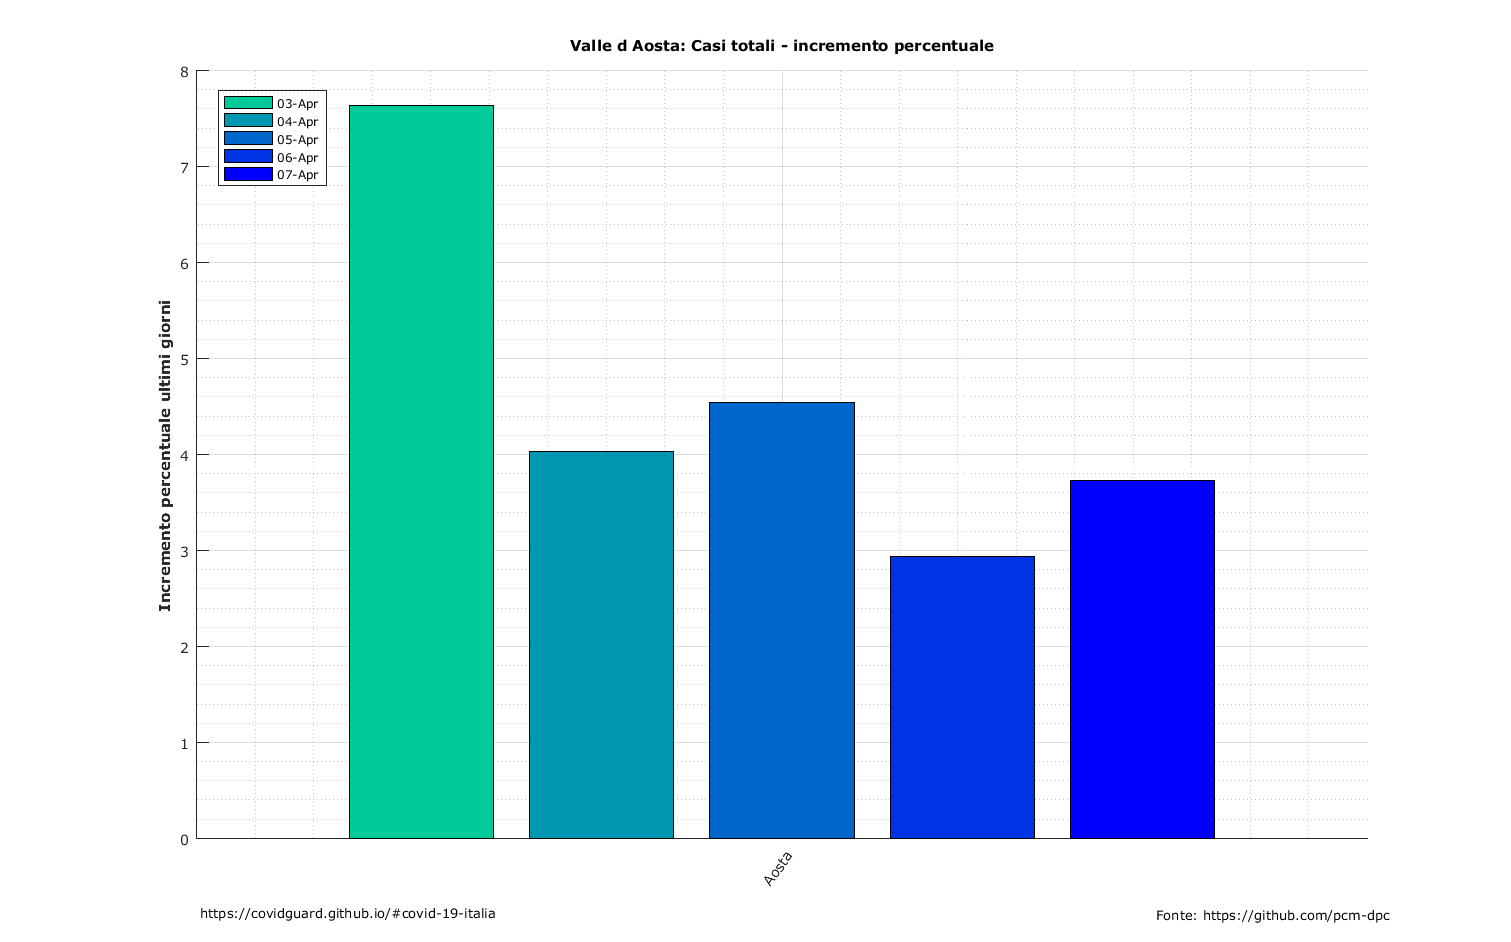 Valle d Aosta: Casi totali - incremento percentuale
8
7
6
5
4
3
2
1
0
03-Apr
04-Apr
05-Apr
06-Apr
07-Apr
Incremento percentuale ultimi giorni
Aosta
https://covidguard.github.io/#covid-19-italia
Fonte: https://github.com/pcm-dpc